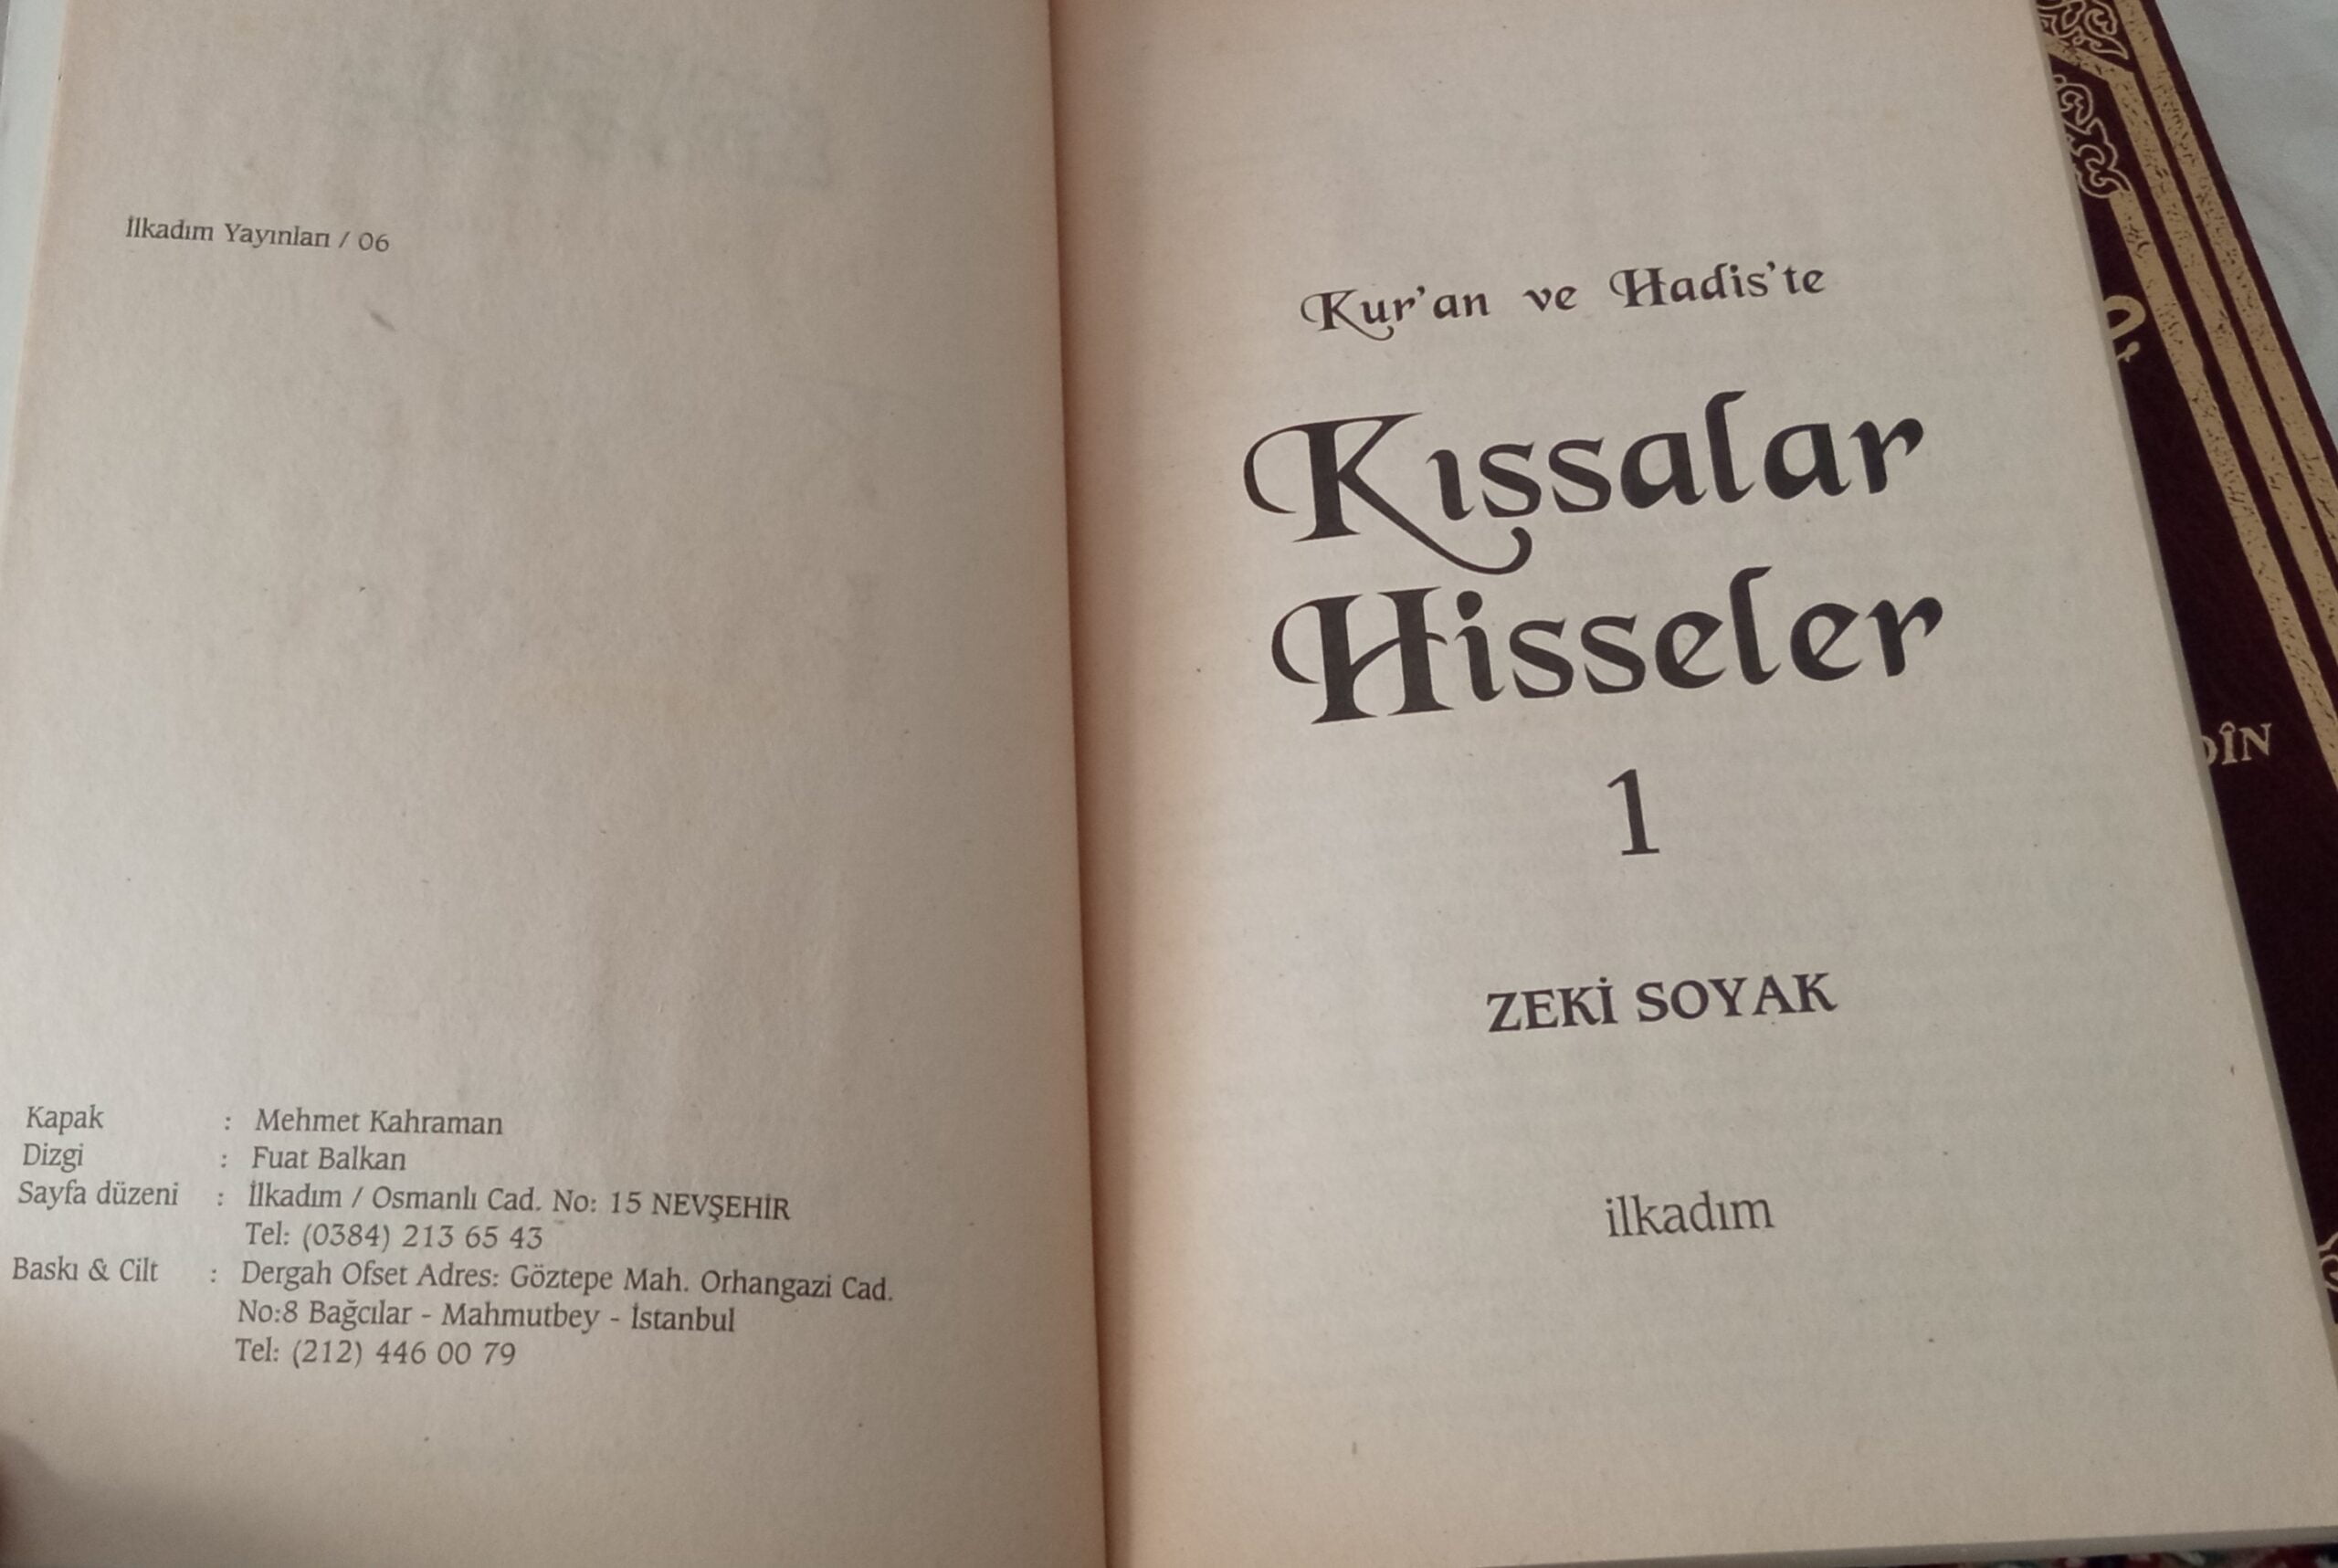 İlkadım Yayınları / 06
Kapak : Mehmet Kahraman
Dizgi : Fuat Balkan
Sayfa düzeni : İlkadım / Osmanlı Cad. No: 15 NEVŞEHİR
Tel: (0384) 213 65 43
Baskı & Cilt : Dergah Ofset Adres: Göztepe Mah. Orhangazi Cad.
No:8 Bağcılar - Mahmutbey - İstanbul
Tel: (212) 446 00 79
Kur'an ve Hadis'te
Kıssalar
Hisseler
1
ZEKİ SOYAK
ilkadım